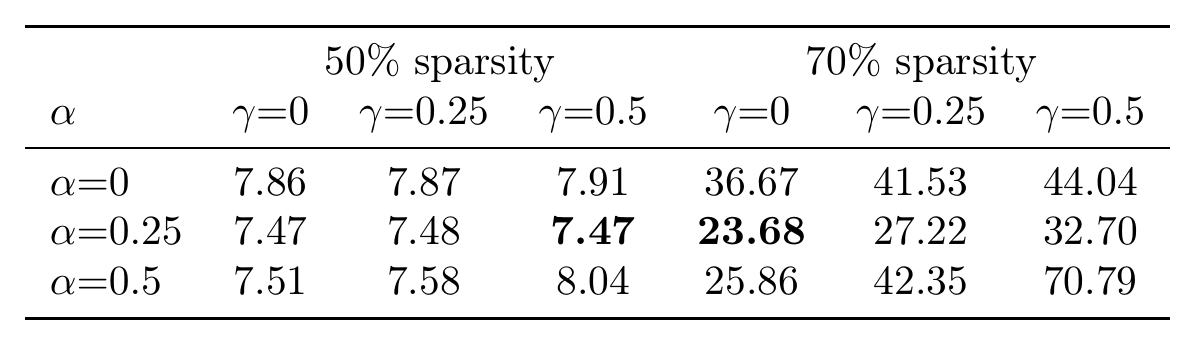 50% sparsity 70% sparsity
α γ=0 γ=0.25 γ=0.5 γ=0 γ=0.25 γ=0.5
α=0 7.86 7.87 7.91 36.67 41.53 44.04
α=0.25 7.47 7.48 7.47 23.68 27.22 32.70
α=0.5 7.51 7.58 8.04 25.86 42.35 70.79